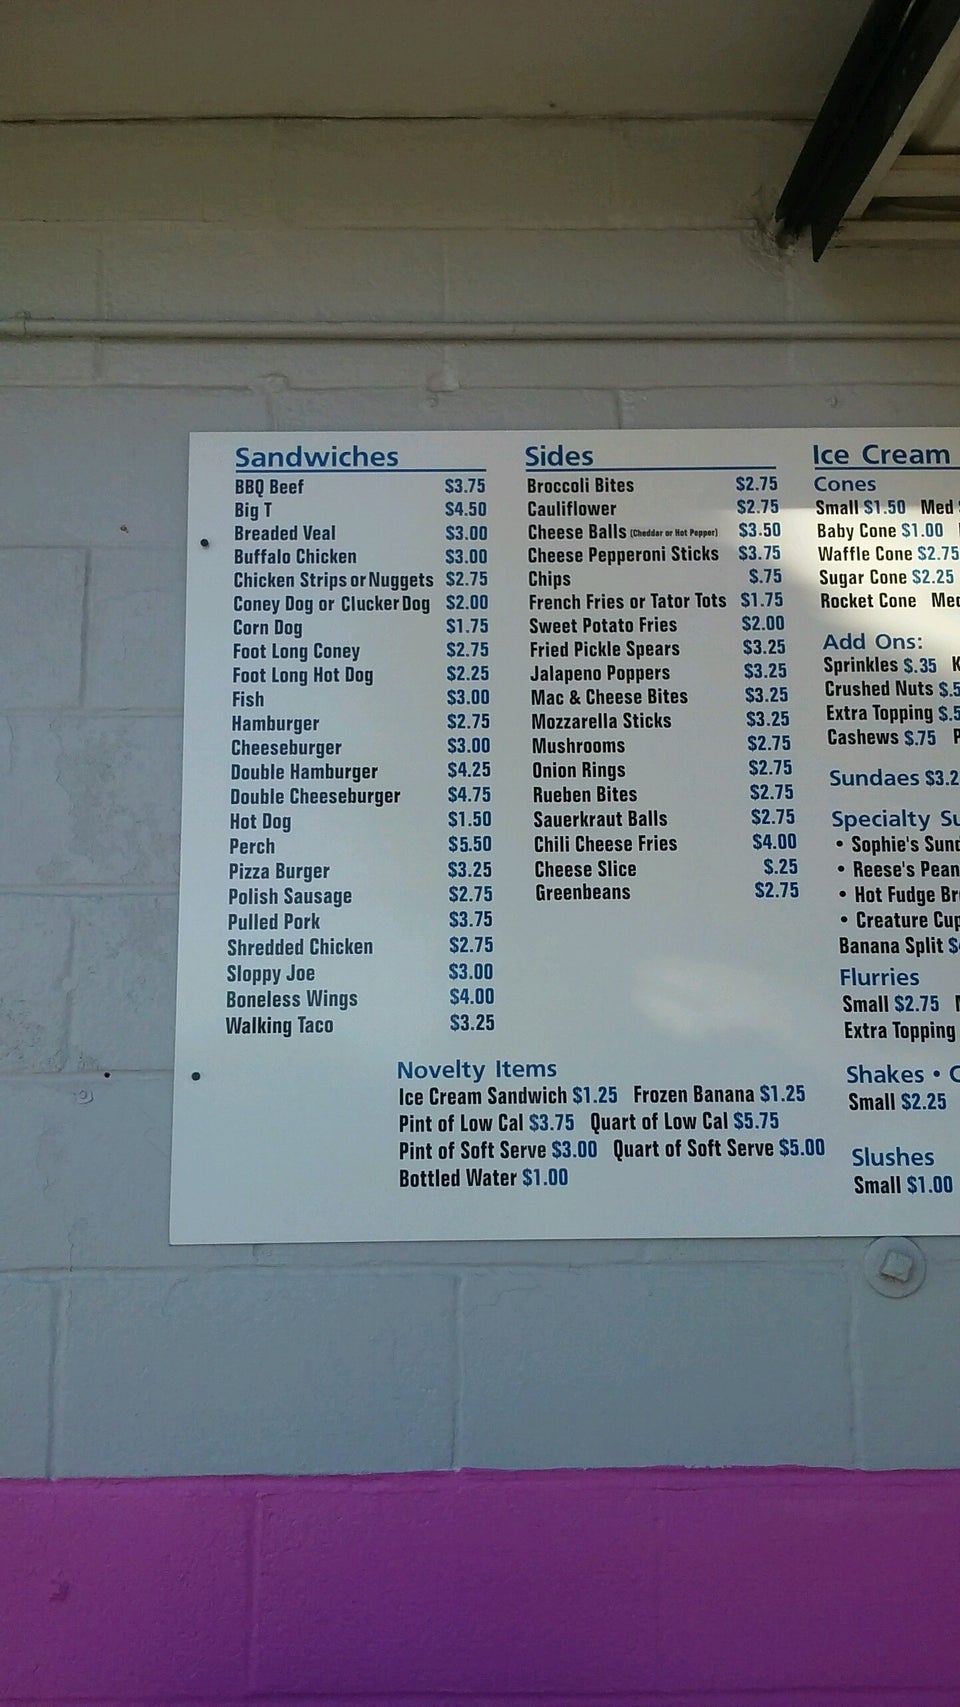 Sandwiches
BBQ Beef $3.75
Big T $4.50
Breaded Veal $3.00
Buffalo Chicken $3.00
Chicken Strips or Nuggets $2.75
Coney Dog or Clucker Dog $2.00
Corn Dog $1.75
Foot Long Coney $2.75
Foot Long Hot Dog $2.25
Fish $3.00
Hamburger $2.75
Cheeseburger $3.00
Double Hamburger $4.25
Double Cheeseburger $4.75
Hot Dog $1.50
Perch $5.50
Pizza Burger $3.25
Polish Sausage $2.75
Pulled Pork $3.75
Shredded Chicken $2.75
Sloppy Joe $3.00
Boneless Wings $4.00
Walking Taco $3.25
Sides
Broccoli Bites $2.75
Cauliflower $2.75
Cheese Balls (Cheddar or Hot Pepper) $3.50
Cheese Pepperoni Sticks $3.75
Chips $.75
French Fries or Tator Tots $1.75
Sweet Potato Fries $2.00
Fried Pickle Spears $3.25
Jalapeno Poppers $3.25
Mac & Cheese Bites $3.25
Mozzarella Sticks $3.25
Mushrooms $2.75
Onion Rings $2.75
Rueben Bites $2.75
Sauerkraut Balls $2.75
Chili Cheese Fries $4.00
Cheese Slice $.25
Greenbeans $2.75
Novelty Items
Ice Cream Sandwich $1.25 Frozen Banana $1.25
Pint of Low Cal $3.75 Quart of Low Cal $5.75
Pint of Soft Serve $3.00 Quart of Soft Serve $5.00
Bottled Water $1.00
Ice Cream
Cones
Small $1.50 Med
Baby Cone $1.00
Waffle Cone $2.75
Sugar Cone $2.25
Rocket Cone Med
Add Ons:
Sprinkles $.35 K
Crushed Nuts $.5
Extra Topping $.5
Cashews $.75 P
Sundaes $3.2
Specialty Su
• Sophie's Sund
• Reese's Pean
• Hot Fudge Br
• Creature Cup
Banana Split $
Flurries
Small $2.75
Extra Topping
Shakes • C
Small $2.25
Slushes
Small $1.00